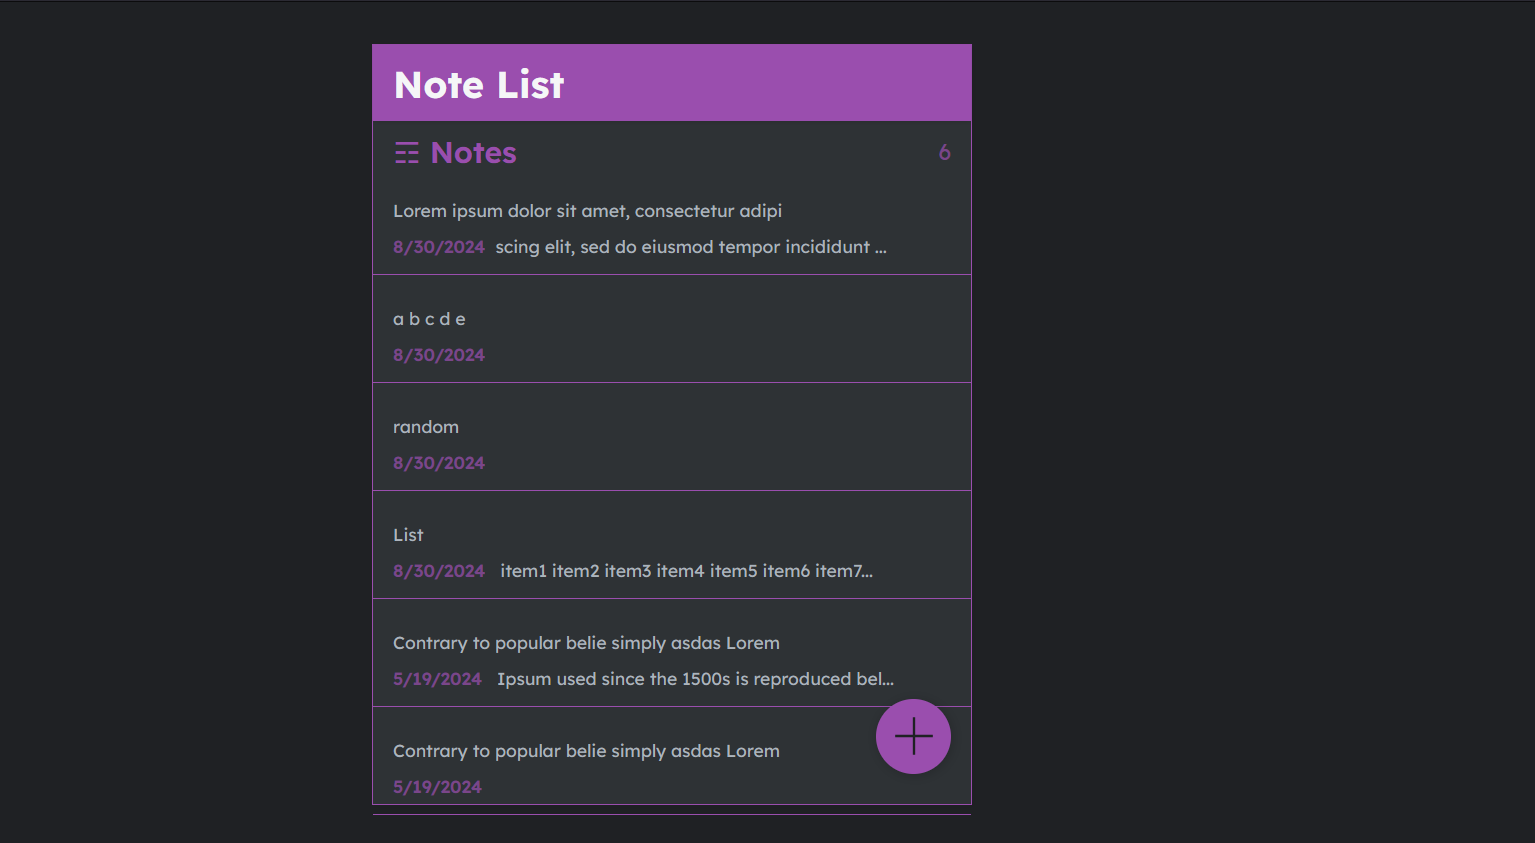 Note List
Notes 6
Lorem ipsum dolor sit amet, consectetur adipi
8/30/2024 scing elit, sed do eiusmod tempor incididunt ...
a b c d e
8/30/2024
random
8/30/2024
List
8/30/2024 item1 item2 item3 item4 item5 item6 item7...
Contrary to popular belie simply asdas Lorem
5/19/2024 Ipsum used since the 1500s is reproduced bel...
Contrary to popular belie simply asdas Lorem
5/19/2024